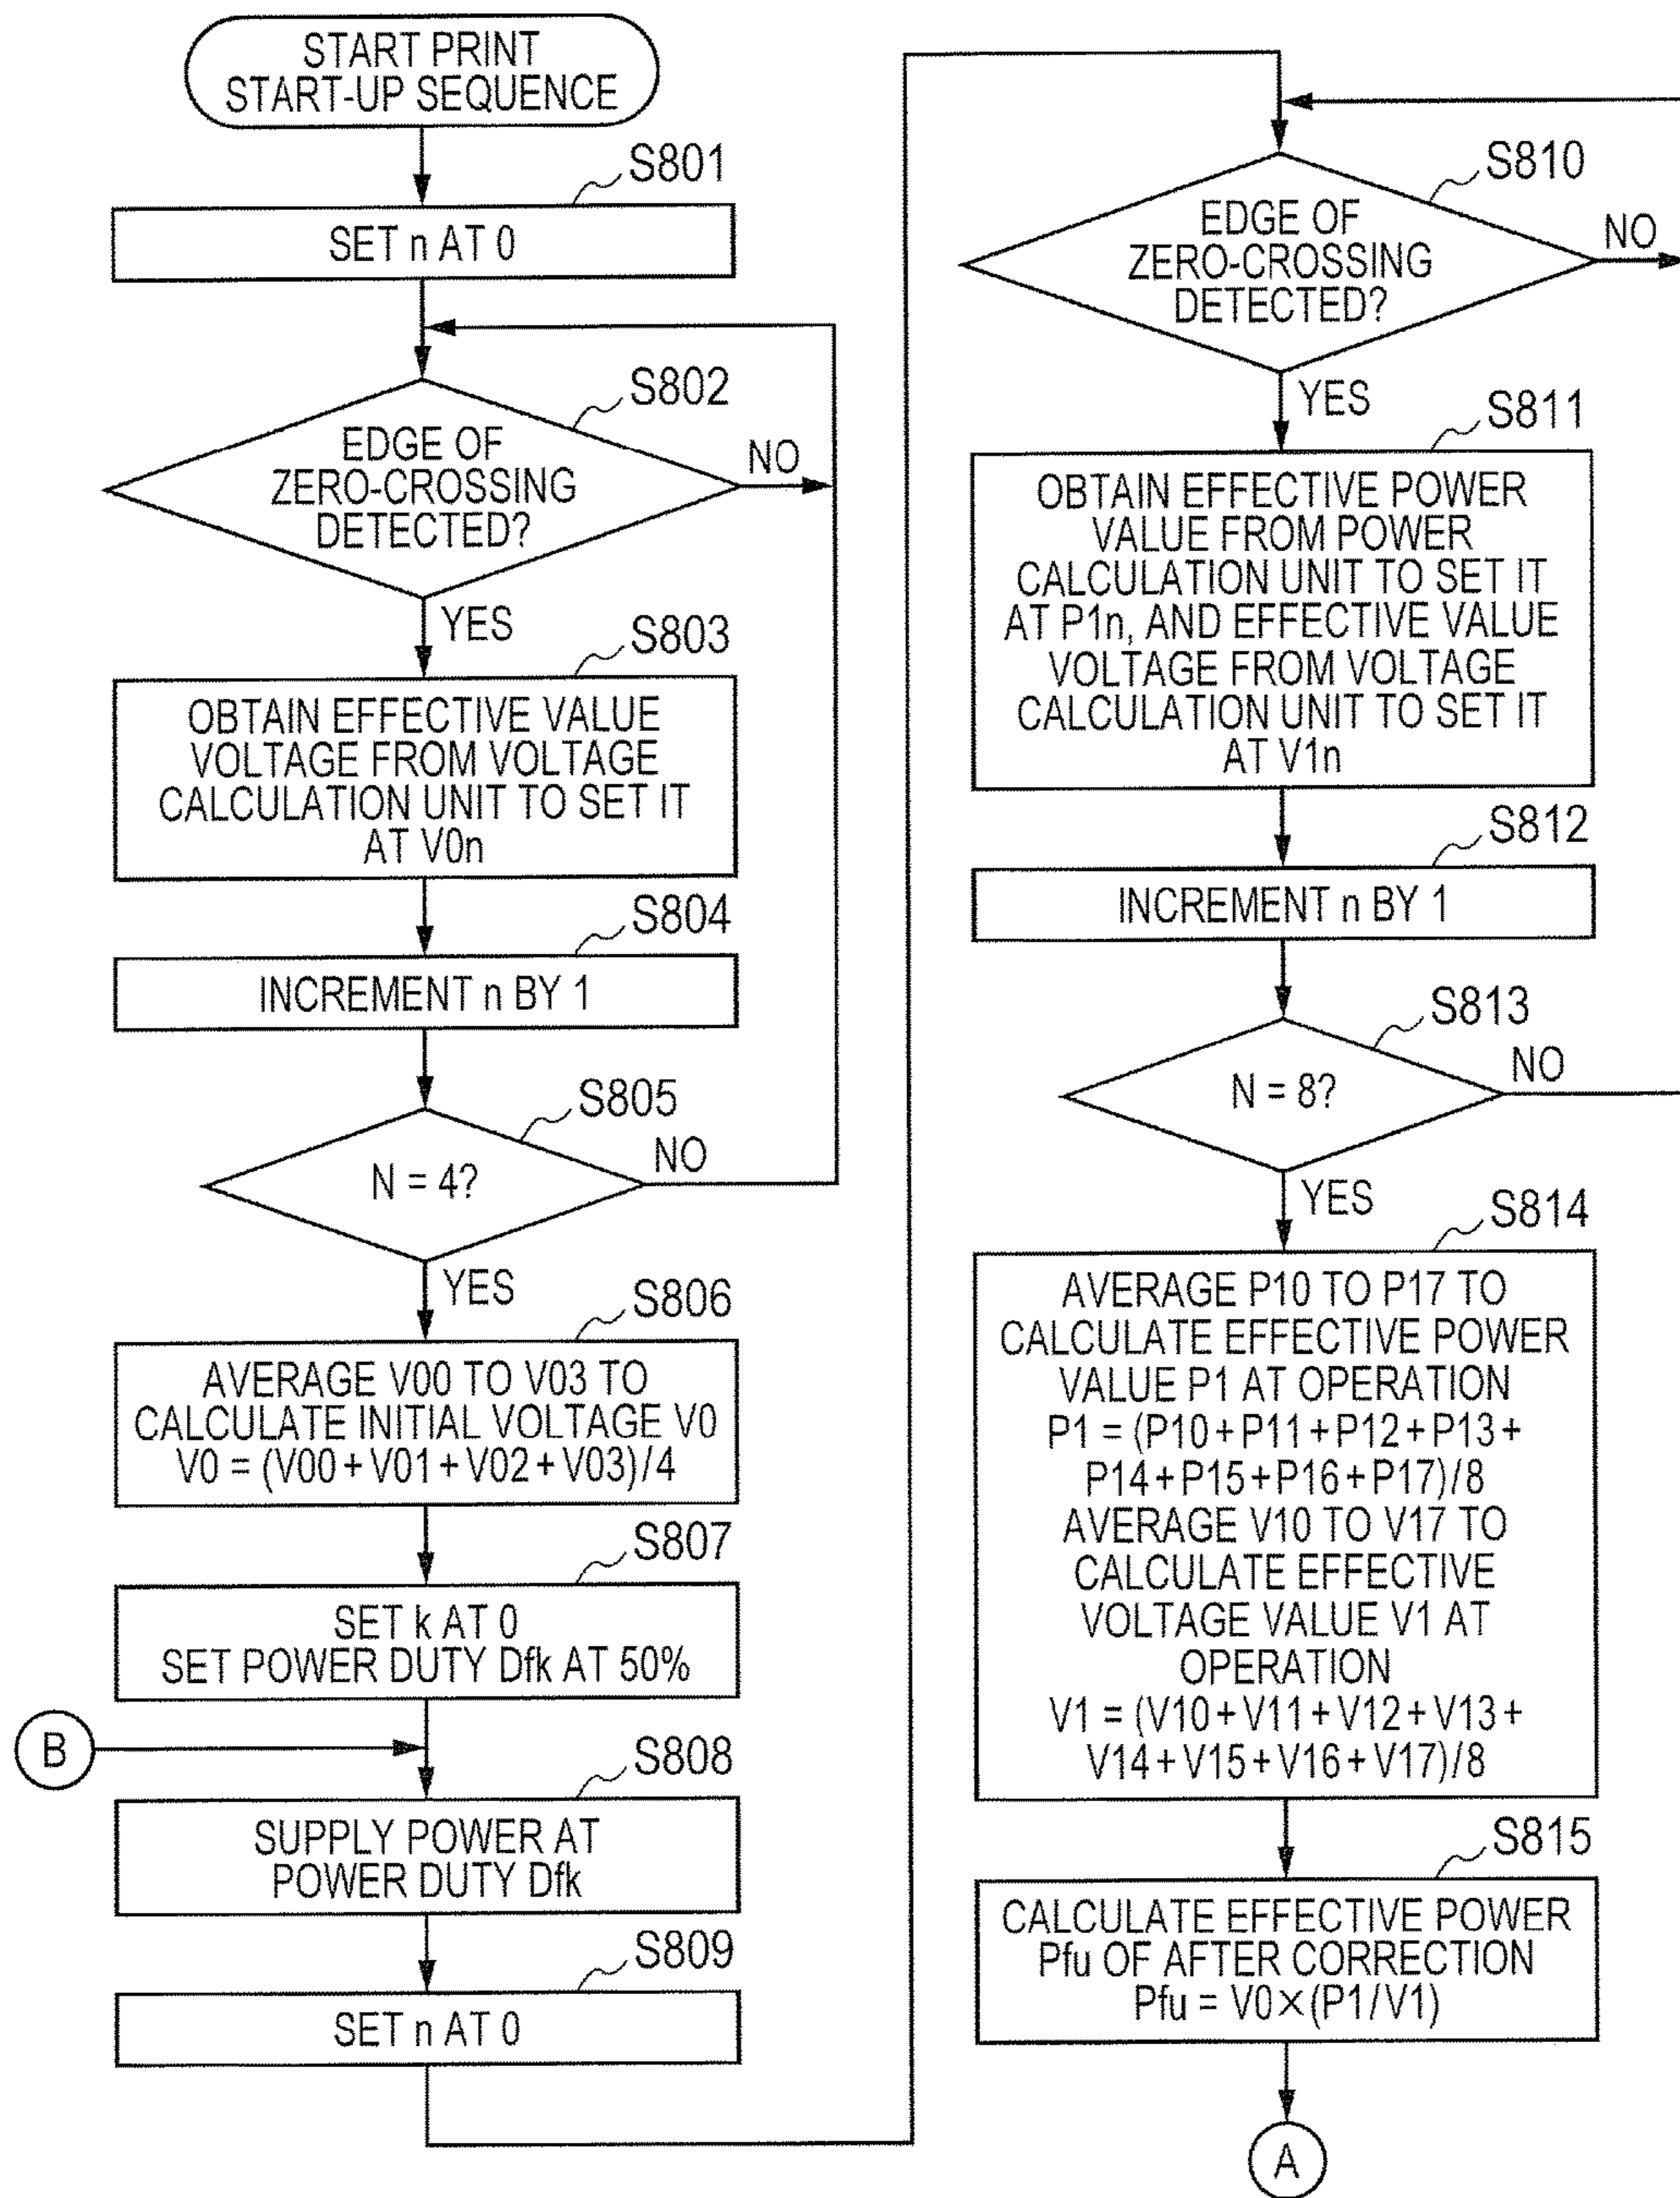 START PRINT
START-UP SEQUENCE
S801
SET n AT 0
S802
EDGE OF
ZERO-CROSSING
DETECTED?
NO
YES
S803
OBTAIN EFFECTIVE VALUE
VOLTAGE FROM VOLTAGE
CALCULATION UNIT TO SET IT
AT V0n
S804
INCREMENT n BY 1
S805
N = 4?
NO
YES
S806
AVERAGE V00 TO V03 TO
CALCULATE INITIAL VOLTAGE V0
V0 = (V00+V01+V02+V03)/4
S807
SET k AT 0
SET POWER DUTY Dfk AT 50%
B
S808
SUPPLY POWER AT
POWER DUTY Dfk
S809
SET n AT 0
S810
EDGE OF
ZERO-CROSSING
DETECTED?
NO
YES
S811
OBTAIN EFFECTIVE POWER
VALUE FROM POWER
CALCULATION UNIT TO SET IT
AT P1n, AND EFFECTIVE VALUE
VOLTAGE FROM VOLTAGE
CALCULATION UNIT TO SET IT
AT V1n
S812
INCREMENT n BY 1
S813
N = 8?
NO
YES
S814
AVERAGE P10 TO P17 TO
CALCULATE EFFECTIVE POWER
VALUE P1 AT OPERATION
P1 = (P10+P11+P12+P13+
P14+P15+P16+P17)/8
AVERAGE V10 TO V17 TO
CALCULATE EFFECTIVE
VOLTAGE VALUE V1 AT
OPERATION
V1 = (V10+V11+V12+V13+
V14+V15+V16+V17)/8
S815
CALCULATE EFFECTIVE POWER
Pfu OF AFTER CORRECTION
Pfu = V0×(P1/V1)
A